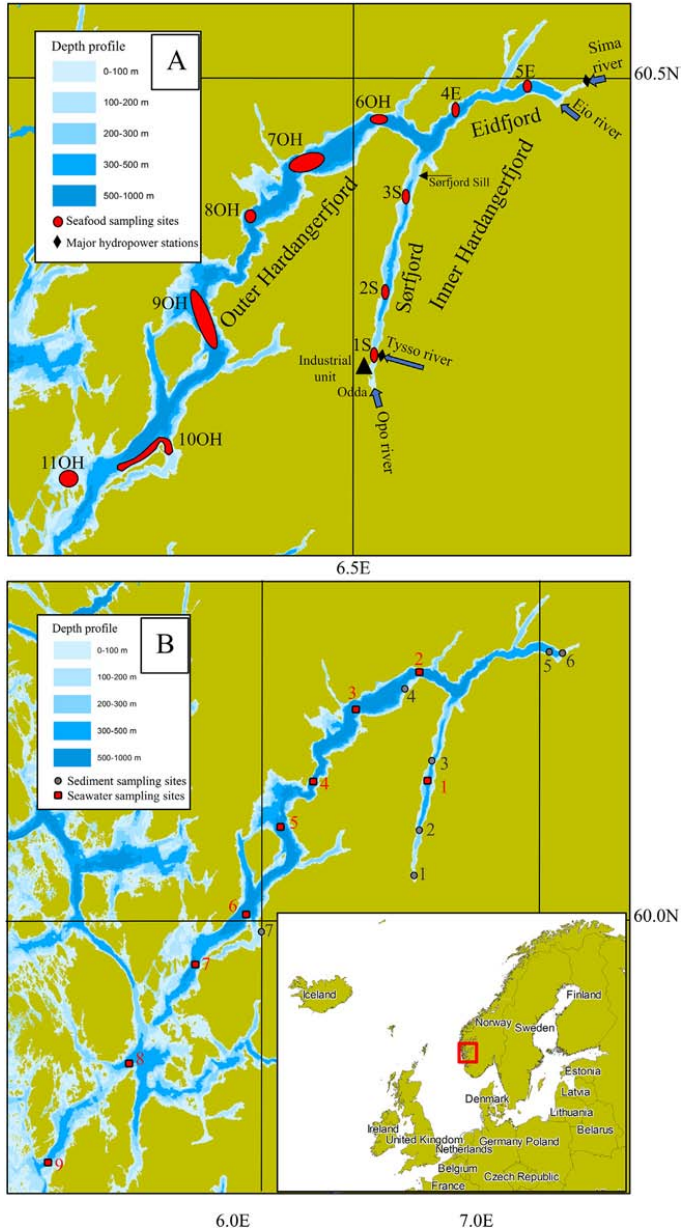 Depth profile
A
0-100 m
100-200 m
200-300 m
300-500 m
500-1000 m
Seafood sampling sites
Major hydropower stations
Sima
river
60.5N
5E
4E
6OH
Eidfjord
Eio river
7OH
Sørfjord Sill
3S
8OH
Outer Hardangerfjord
Inner Hardangerfjord
Sørfjord
2S
9OH
1S
Tysso river
Industrial
unit
Odda
Opo river
10OH
11OH
6.5E
Depth profile
B
0-100 m
100-200 m
200-300 m
300-500 m
500-1000 m
Sediment sampling sites
Seawater sampling sites
2
5
6
4
3
3
4
1
5
2
1
6
7
60.0N
7
8
9
Iceland
Finland
Norway
Sweden
Estonia
Latvia
Denmark
Lithuania
Ireland
United Kingdom
Belarus
Netherlands
Germany
Poland
Belgium
Czech Republic
France
6.0E
7.0E